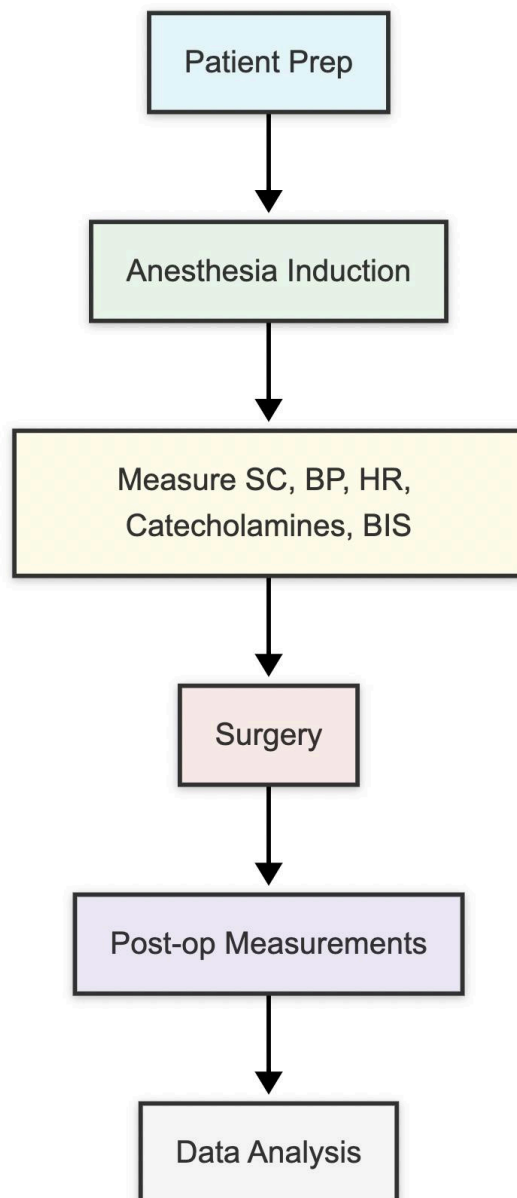 Patient Prep
Anesthesia Induction
Measure SC, BP, HR,
Catecholamines, BIS
Surgery
Post-op Measurements
Data Analysis